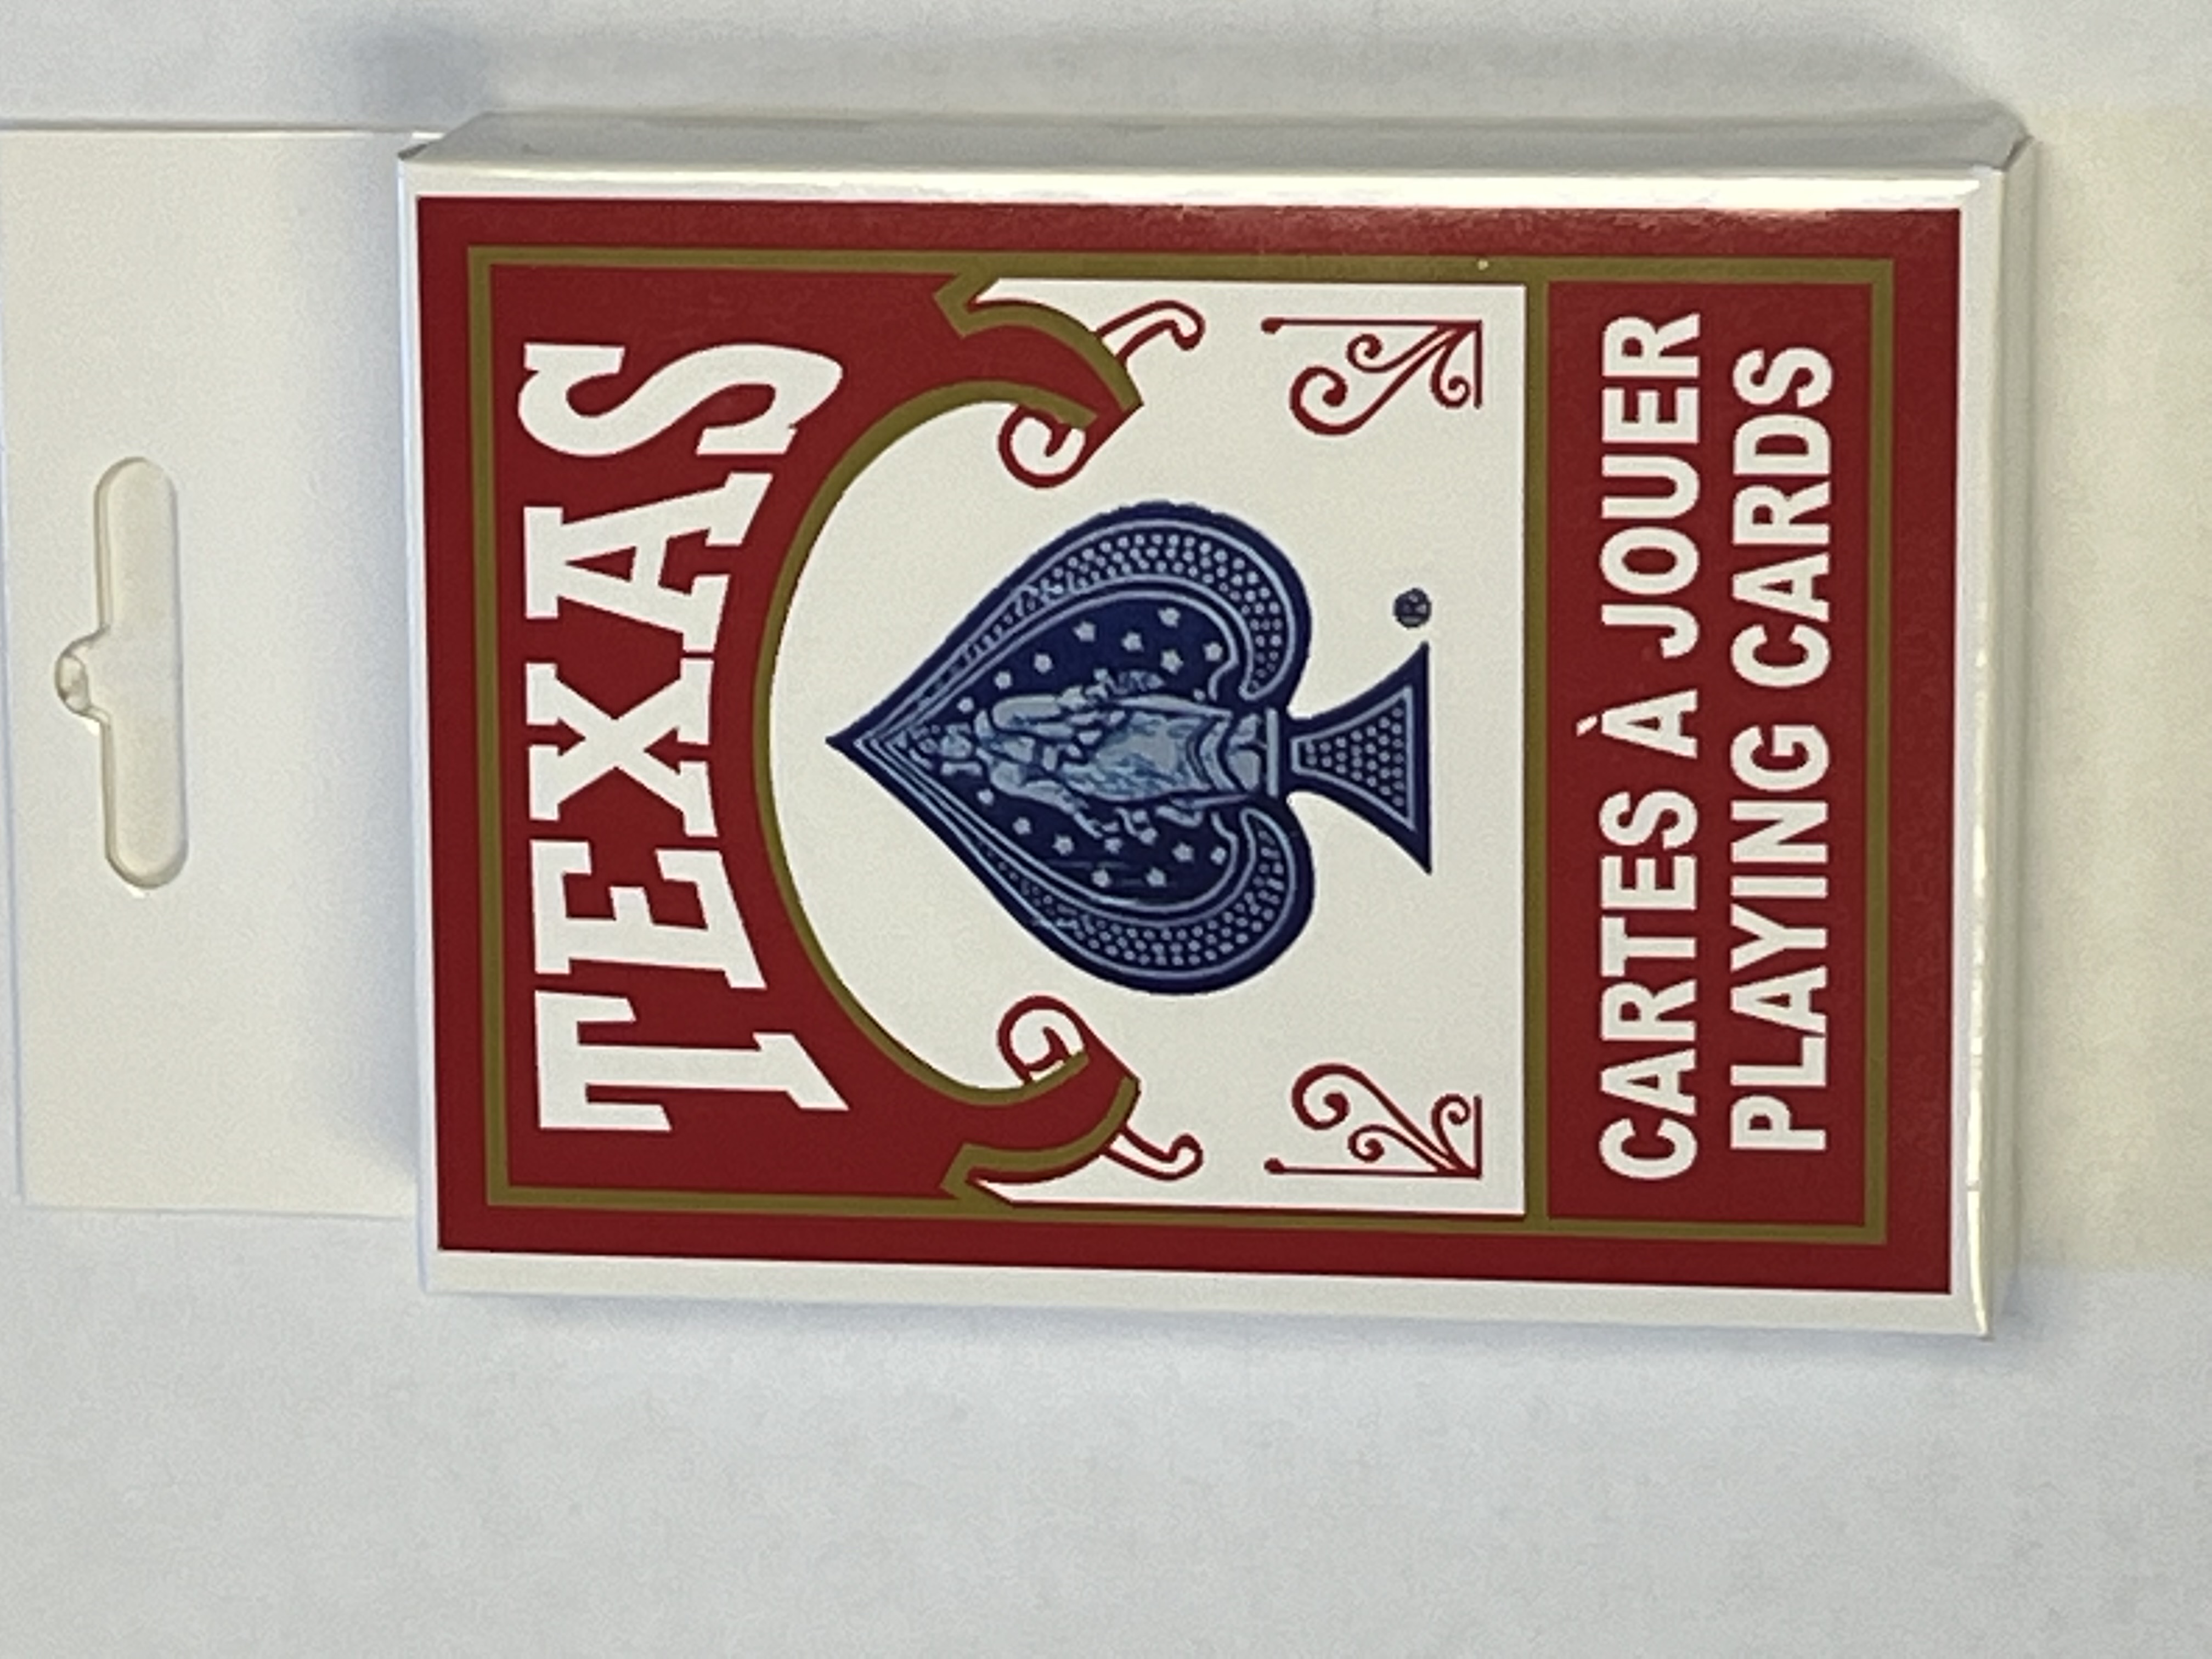 TEXAS
®
CARTES À JOUER
PLAYING CARDS